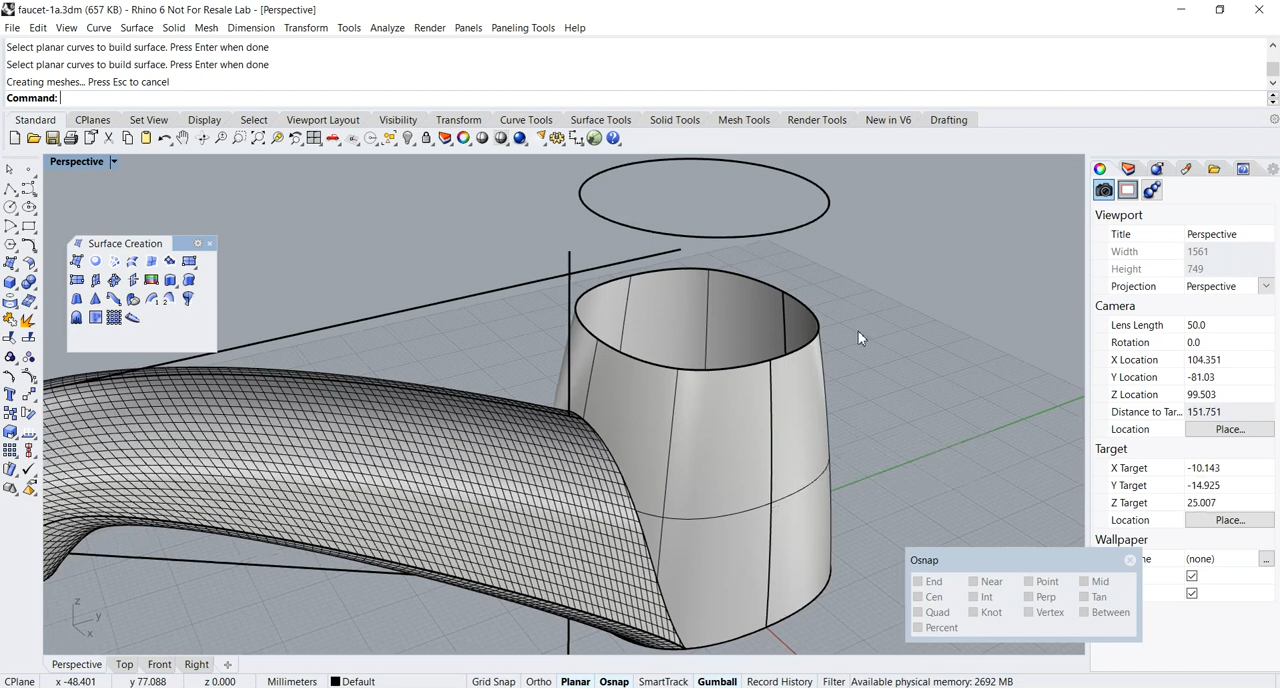 faucet-1a.3dm (657 KB) - Rhino 6 Not For Resale Lab - [Perspective]
File Edit View Curve Surface Solid Mesh Dimension Transform Tools Analyze Render Panels Paneling Tools Help
Select planar curves to build surface. Press Enter when done
Select planar curves to build surface. Press Enter when done
Creating meshes... Press Esc to cancel
Command:
Standard CPlanes Set View Display Select Viewport Layout Visibility Transform Curve Tools Surface Tools Solid Tools Mesh Tools Render Tools New in V6 Drafting
Perspective
Surface Creation
Viewport
Title Perspective
Width 1561
Height 749
Projection Perspective
Camera
Lens Length 50.0
Rotation 0.0
X Location 104.351
Y Location -81.03
Z Location 99.503
Distance to Tar... 151.751
Location Place...
Target
X Target -10.143
Y Target -14.925
Z Target 25.007
Location Place...
Wallpaper
ne (none) ...
Osnap
End Near Point Mid
Cen Int Perp Tan
Quad Knot Vertex Between
Percent
z
y
x
Perspective Top Front Right
CPlane x -48.401 y 77.088 z 0.000 Millimeters Default Grid Snap Ortho Planar Osnap SmartTrack Gumball Record History Filter Available physical memory: 2692 MB